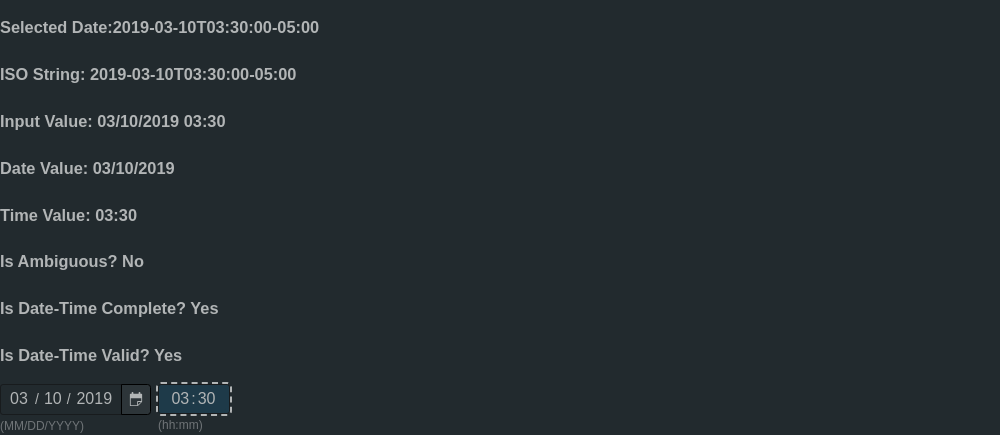 Selected Date:2019-03-10T03:30:00-05:00
ISO String: 2019-03-10T03:30:00-05:00
Input Value: 03/10/2019 03:30
Date Value: 03/10/2019
Time Value: 03:30
Is Ambiguous? No
Is Date-Time Complete? Yes
Is Date-Time Valid? Yes
03 / 10 / 2019 03:30
(MM/DD/YYYY) (hh:mm)